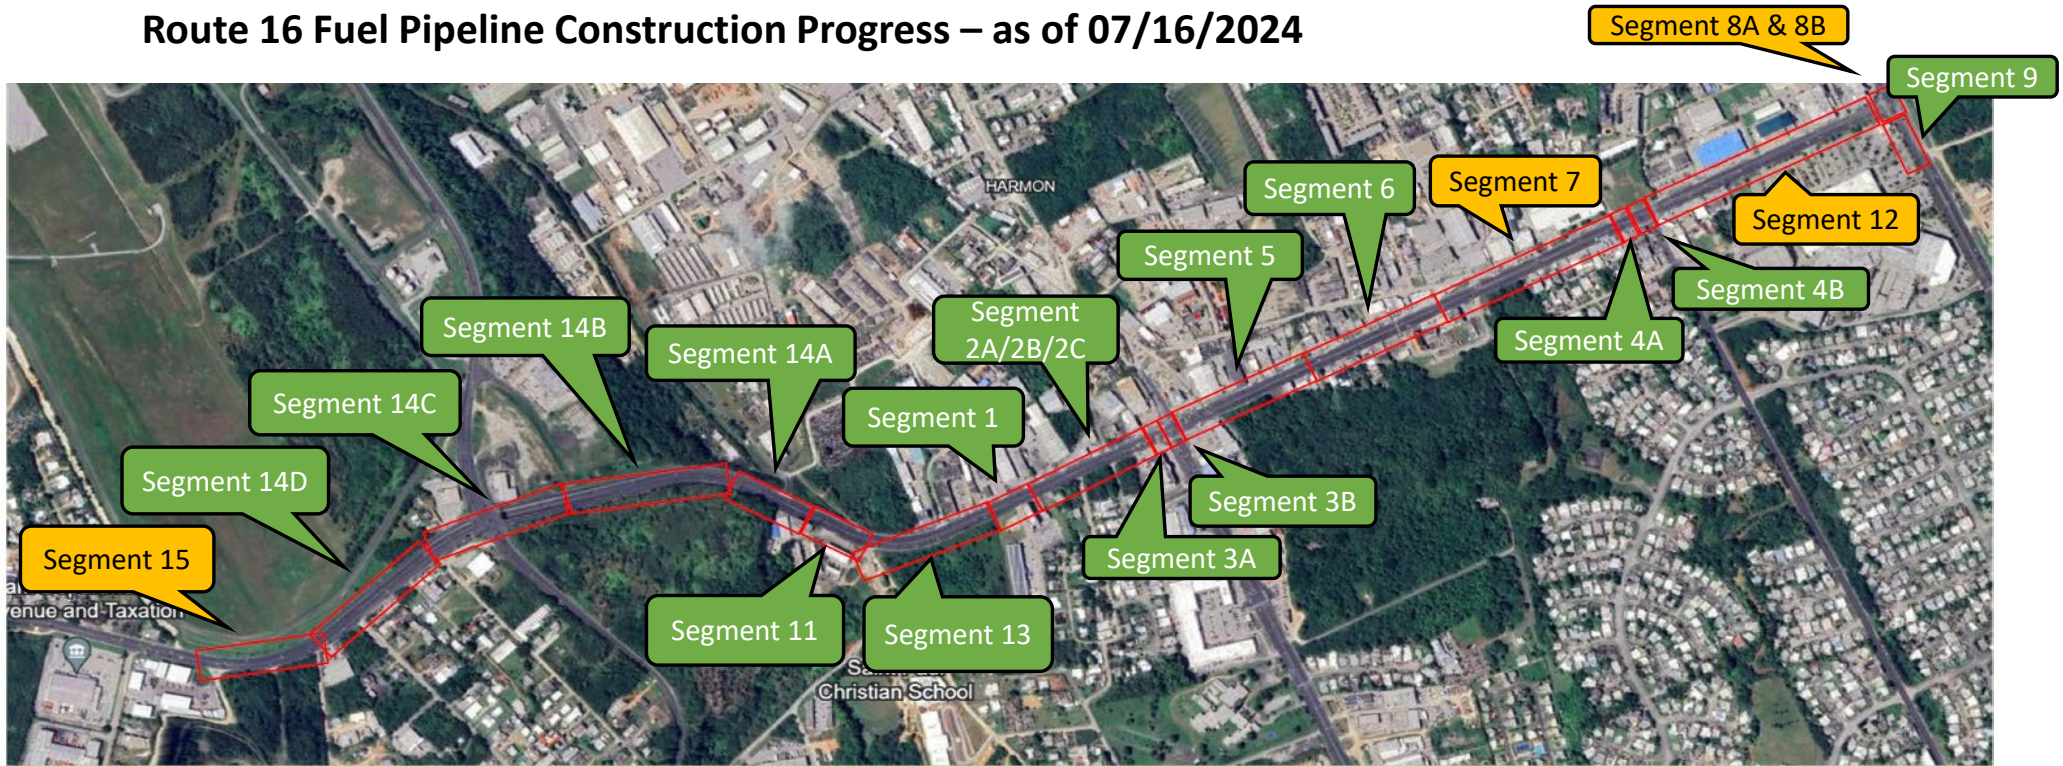 Route 16 Fuel Pipeline Construction Progress – as of 07/16/2024
Segment 8A & 8B
Segment 9
HARMON
Segment 6
Segment 7
Segment 12
Segment 5
Segment 4B
Segment 4A
Segment 14B
Segment 14A
Segment
2A/2B/2C
Segment 14C
Segment 1
Segment 14D
Segment 3B
Segment 3A
Segment 15
enue and Taxation
Segment 11
Segment 13
Christian School